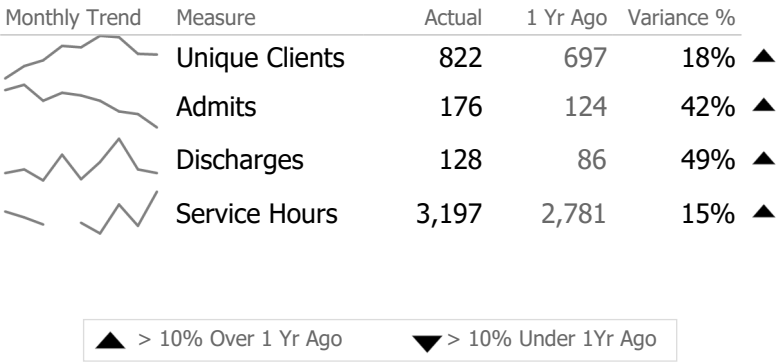 Monthly Trend Measure Actual 1 Yr Ago Variance %
Unique Clients 822 697 18% ▲
Admits 176 124 42% ▲
Discharges 128 86 49% ▲
Service Hours 3,197 2,781 15% ▲
▲ > 10% Over 1 Yr Ago ▼ > 10% Under 1Yr Ago